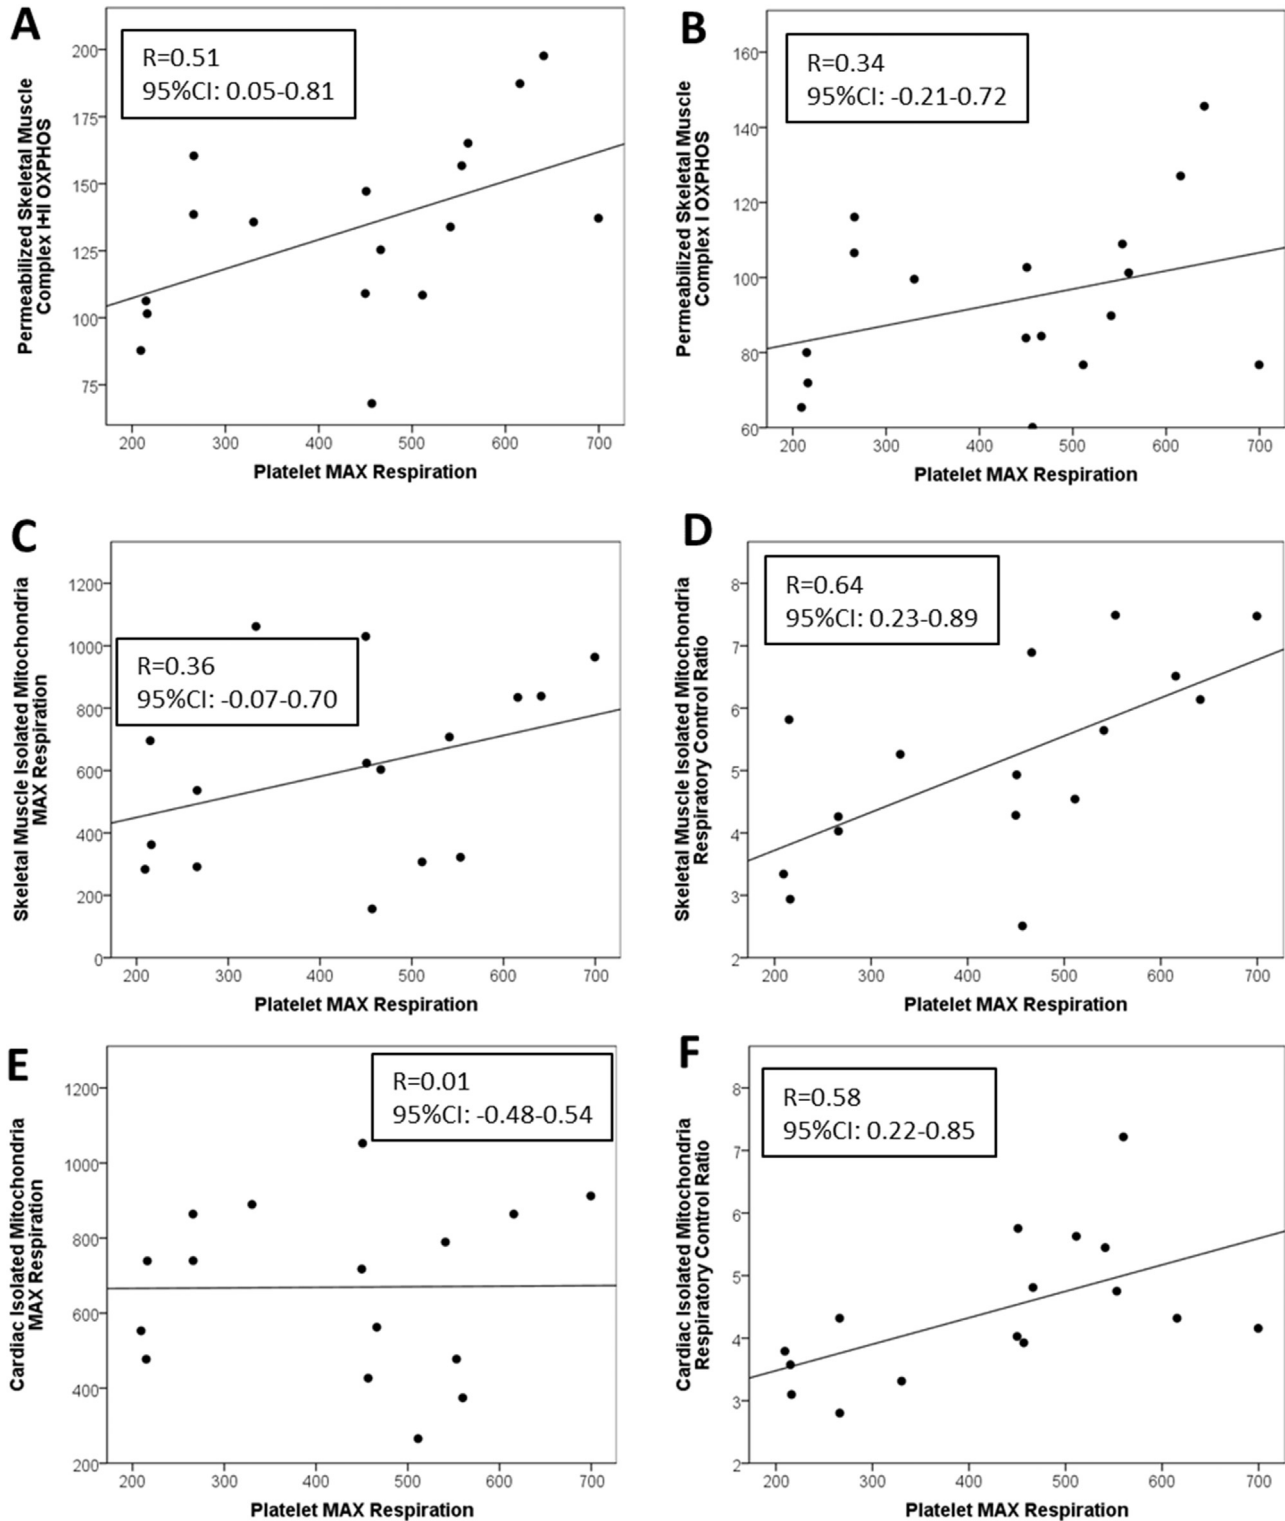 A
R=0.51
95%CI: 0.05-0.81
Permeabilized Skeletal Muscle
Complex I+II OXPHOS
200
175
150
125
100
75
200 300 400 500 600 700
Platelet MAX Respiration
B
R=0.34
95%CI: -0.21-0.72
Permeabilized Skeletal Muscle
Complex I OXPHOS
160
140
120
100
80
60
200 300 400 500 600 700
Platelet MAX Respiration
C
R=0.36
95%CI: -0.07-0.70
Skeletal Muscle Isolated Mitochondria
MAX Respiration
1200
1000
800
600
400
200
0
200 300 400 500 600 700
Platelet MAX Respiration
D
R=0.64
95%CI: 0.23-0.89
Skeletal Muscle Isolated Mitochondria
Respiratory Control Ratio
8
7
6
5
4
3
2
200 300 400 500 600 700
Platelet MAX Respiration
E
R=0.01
95%CI: -0.48-0.54
Cardiac Isolated Mitochondria
MAX Respiration
1200
1000
800
600
400
200
200 300 400 500 600 700
Platelet MAX Respiration
F
R=0.58
95%CI: 0.22-0.85
Cardiac Isolated Mitochondria
Respiratory Control Ratio
8
7
6
5
4
3
2
200 300 400 500 600 700
Platelet MAX Respiration